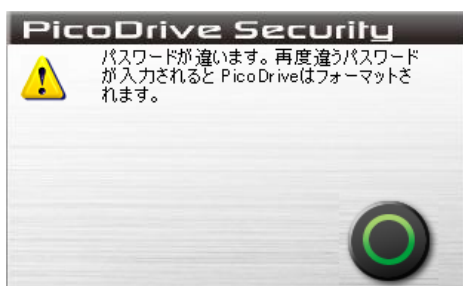 PicoDrive Security
パスワードが違います。再度違うパスワード
が入力されると PicoDriveはフォーマットさ
れます。